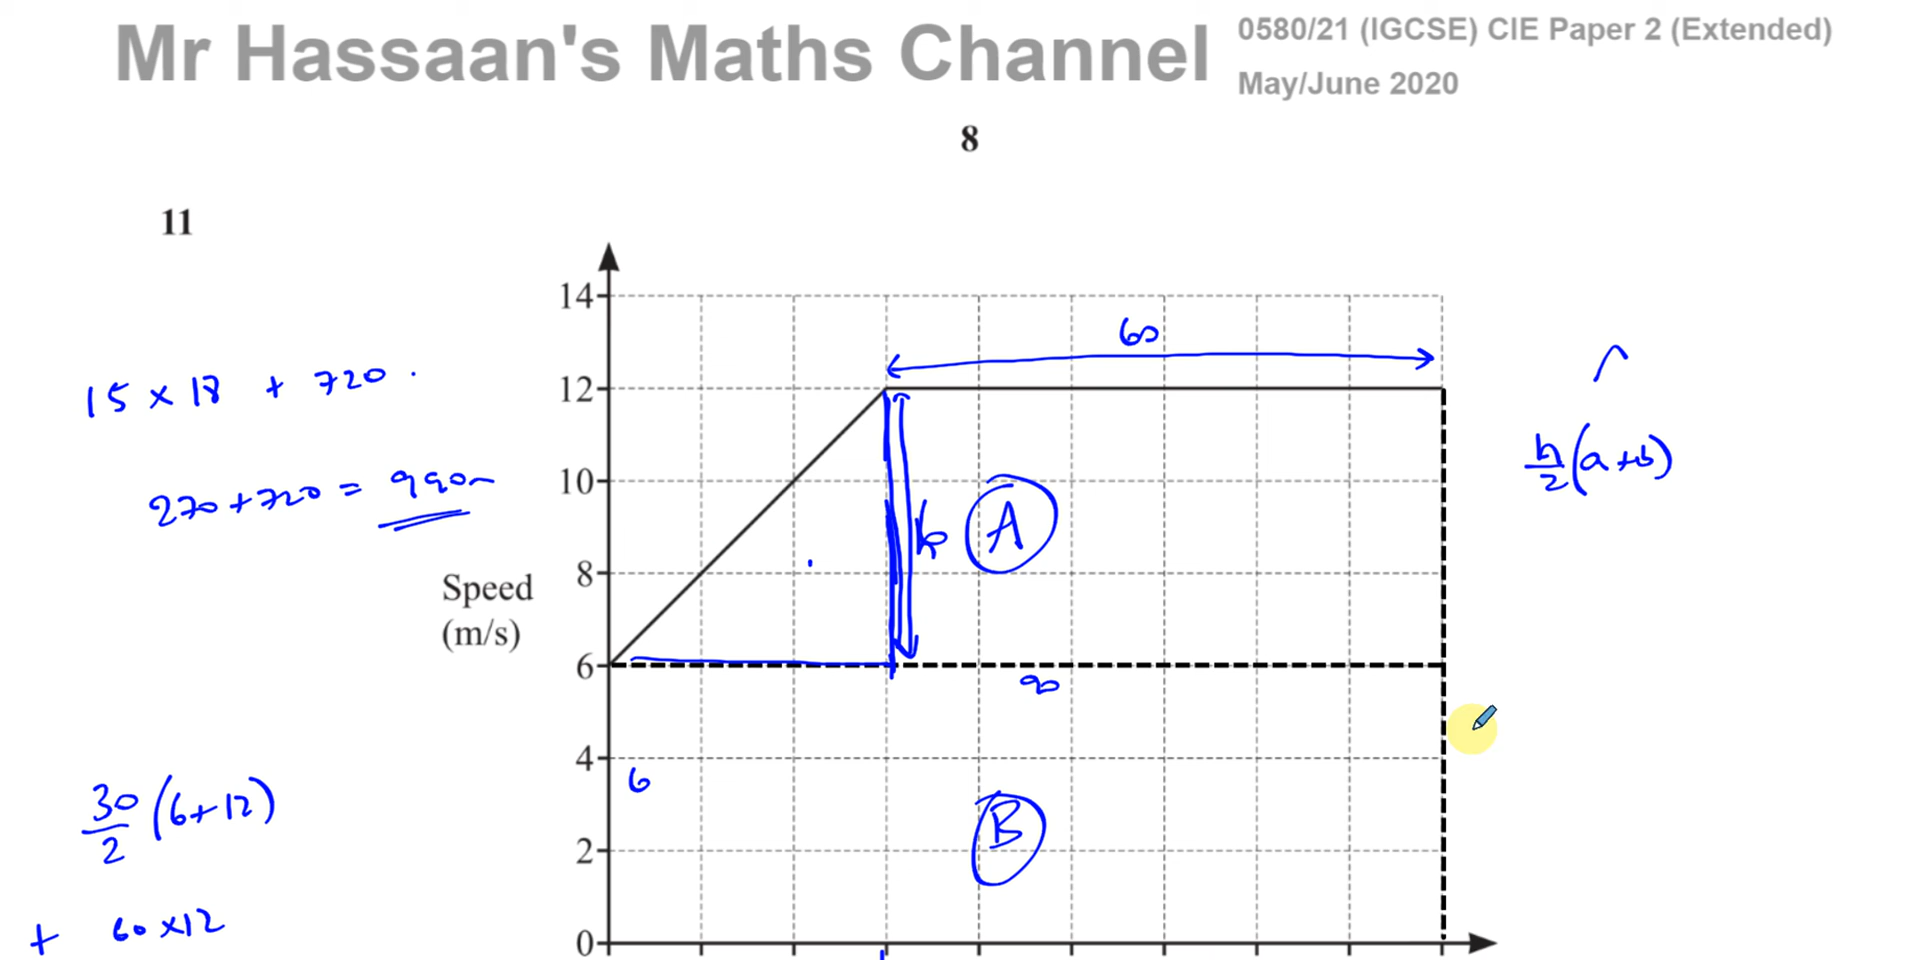 Mr Hassaan's Maths Channel
0580/21 (IGCSE) CIE Paper 2 (Extended)
May/June 2020
8
11
14
60
15 × 18 + 720
12
h/2 (a+b)
10
270+720 = 990m
A
8
Speed
(m/s)
6
90
4
6
30/2 (6+12)
B
2
+ 60×12
0